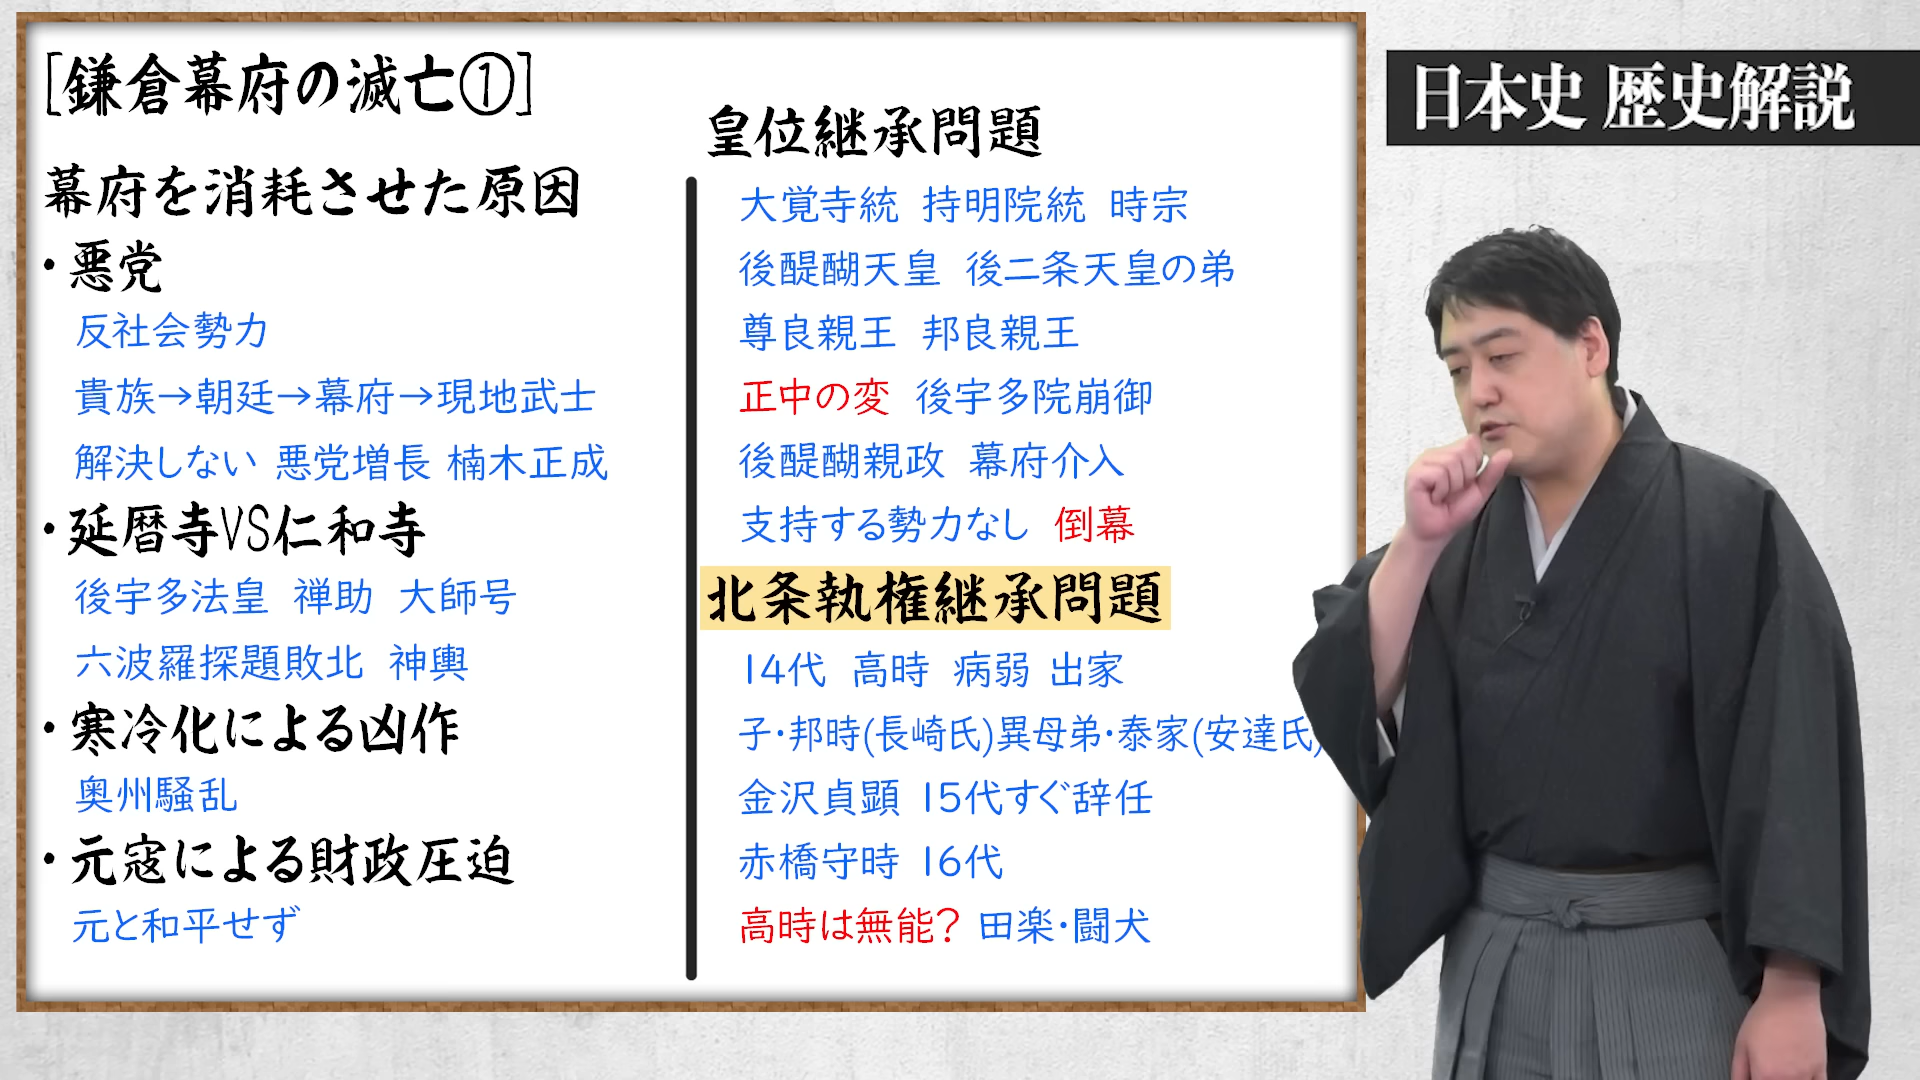 [鎌倉幕府の滅亡①]
幕府を消耗させた原因
・悪党
反社会勢力
貴族→朝廷→幕府→現地武士
解決しない 悪党増長 楠木正成
・延暦寺VS仁和寺
後宇多法皇 禅助 大師号
六波羅探題敗北 神輿
・寒冷化による凶作
奥州騒乱
・元寇による財政圧迫
元と和平せず
皇位継承問題
大覚寺統 持明院統 時宗
後醍醐天皇 後二条天皇の弟
尊良親王 邦良親王
正中の変 後宇多院崩御
後醍醐親政 幕府介入
支持する勢力なし 倒幕
北条執権継承問題
14代 高時 病弱 出家
子・邦時(長崎氏)異母弟・泰家(安達氏)
金沢貞顕 15代すぐ辞任
赤橋守時 16代
高時は無能? 田楽・闘犬
日本史 歴史解説